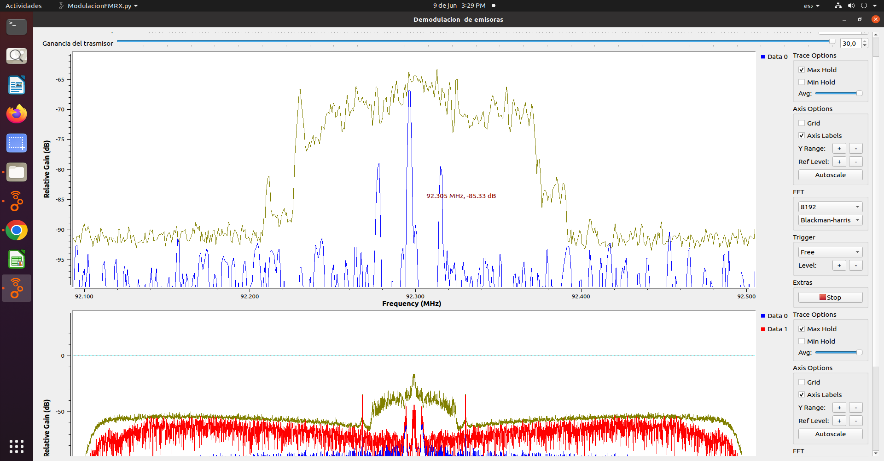 Actividades ModulacionFMRX.py 9 de jun 3:29 PM es2
Demodulacion de emisoras
Ganancia del trasmisor 30.0
Data 0
Trace Options
Max Hold
Min Hold
Avg:
Axis Options
Grid
Axis Labels
Y Range: + -
Ref Level: + -
Autoscale
FFT
8192
Blackman-harris
Trigger
Free
Level: + -
Extras
Stop
Relative Gain (dB)
-65
-70
-75
-80
-85
-90
-95
92.305 MHz, -85.33 dB
92.100 92.200 92.300 92.400 92.500
Frequency (MHz)
Data 0
Data 1
Trace Options
Max Hold
Min Hold
Avg:
Axis Options
Grid
Axis Labels
Y Range: + -
Ref Level: + -
Autoscale
FFT
Relative Gain (dB)
0
-50